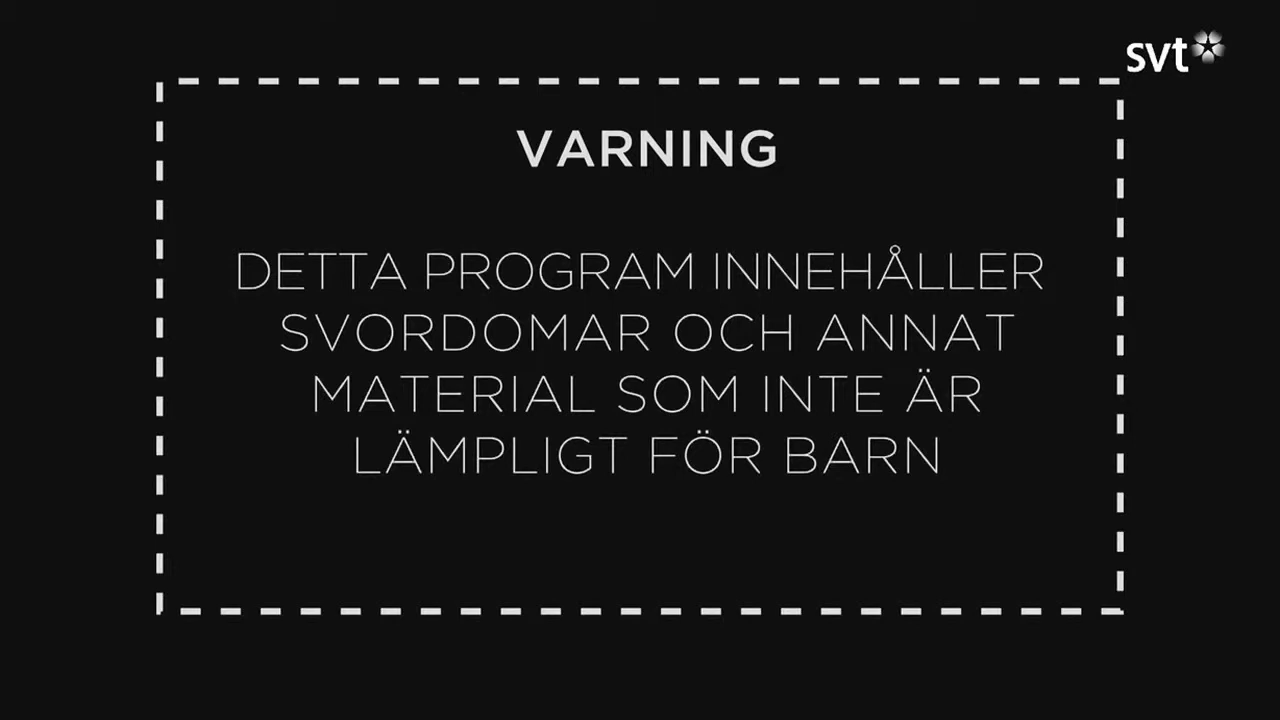 svt
VARNING
DETTA PROGRAM INNEHÅLLER
SVORDOMAR OCH ANNAT
MATERIAL SOM INTE ÄR
LÄMPLIGT FÖR BARN